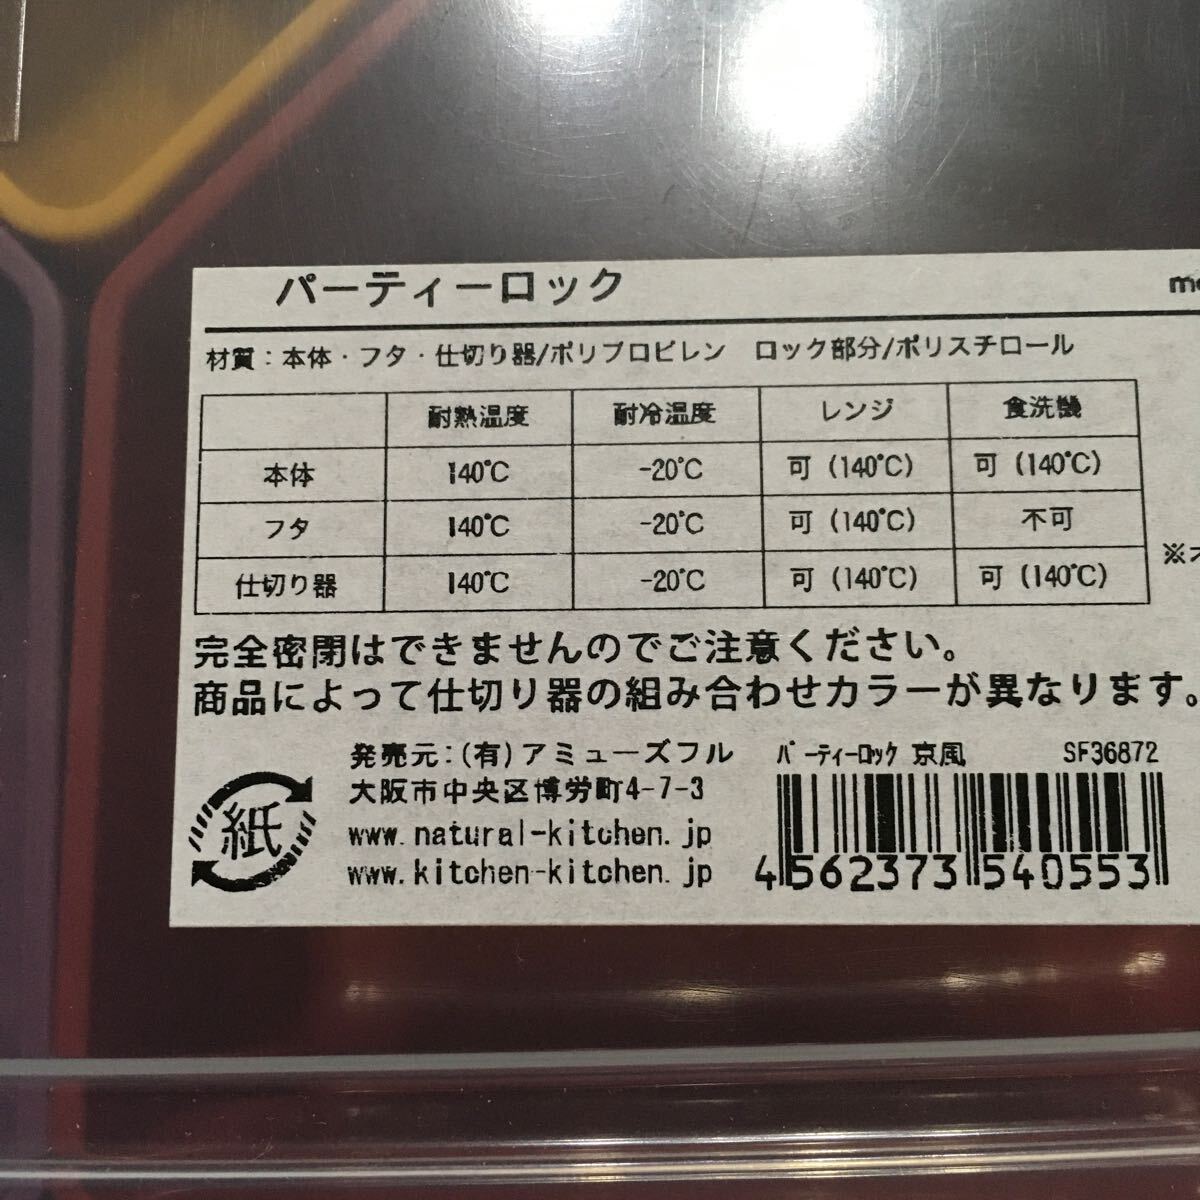 パーティーロック
材質：本体・フタ・仕切り器/ポリプロピレン　ロック部分/ポリスチロール
耐熱温度 耐冷温度 レンジ 食洗機
本体 140℃ -20℃ 可（140℃） 可（140℃）
フタ 140℃ -20℃ 可（140℃） 不可
仕切り器 140℃ -20℃ 可（140℃） 可（140℃）
完全密閉はできませんのでご注意ください。
商品によって仕切り器の組み合わせカラーが異なります。
紙
発売元：(有)アミューズフル
大阪市中央区博労町4-7-3
www.natural-kitchen.jp
www.kitchen-kitchen.jp
パーティーロック 京風 SF36872
4562373540553